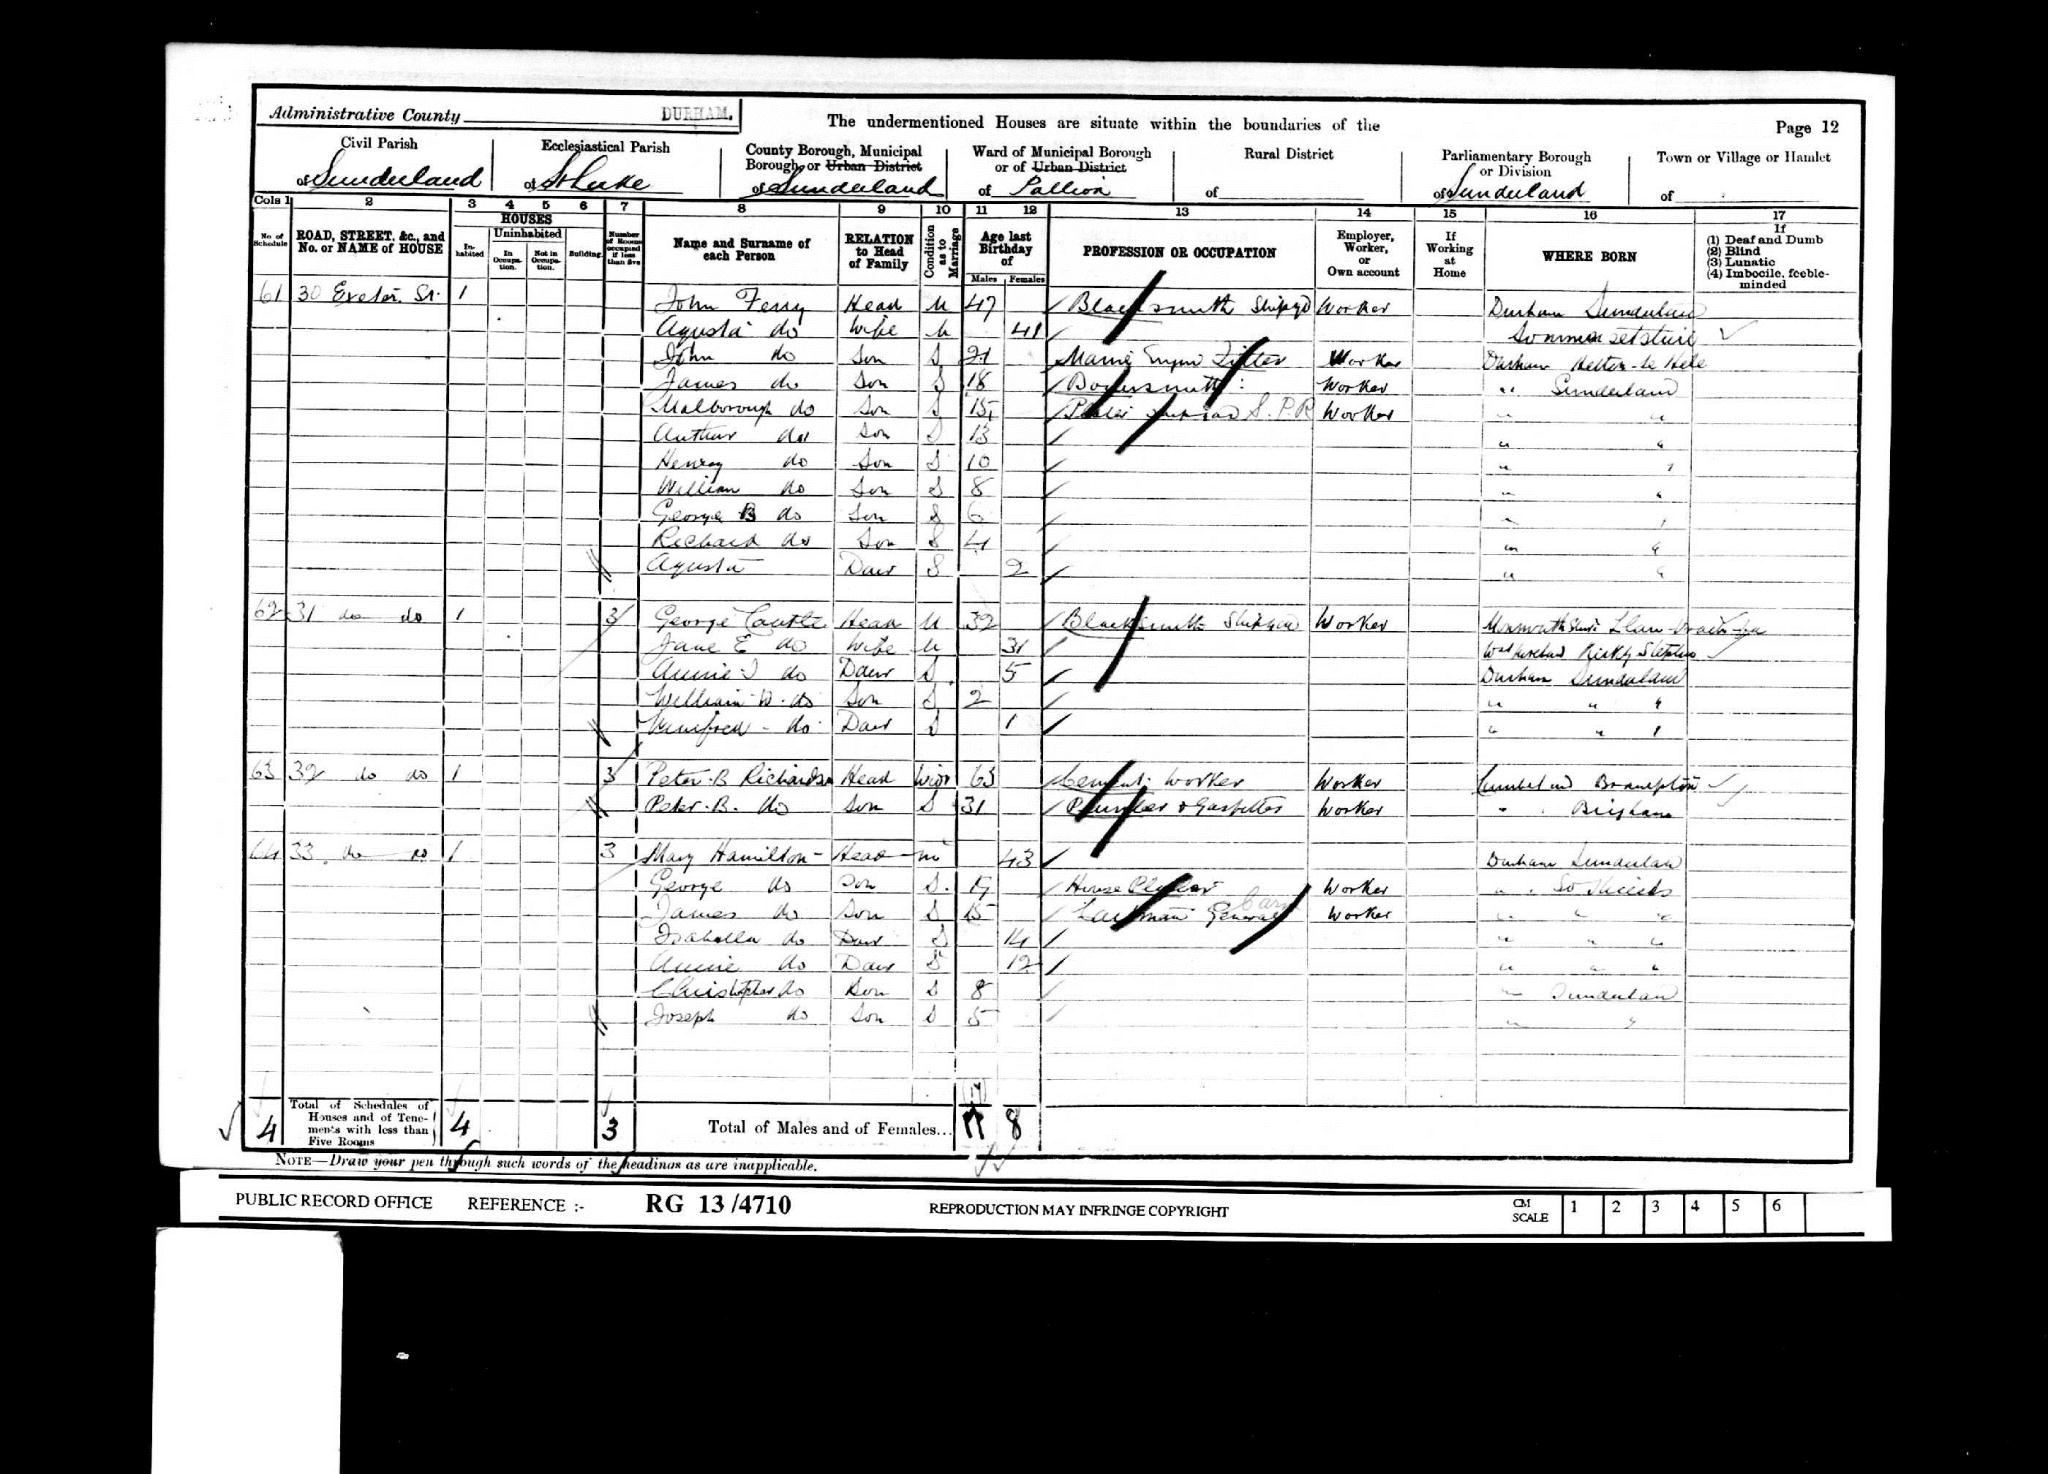 Administrative County DURHAM.
The undermentioned Houses are situate within the boundaries of the
Page 12
Civil Parish of Sunderland
Ecclesiastical Parish of St Luke
County Borough, Municipal Borough or Urban District of Sunderland
Ward of Municipal Borough or of Urban District of Pallion
Rural District of
Parliamentary Borough or Division of Sunderland
Town or Village or Hamlet of
Cols 1 2 3 4 5 6 7 8 9 10 11 12 13 14 15 16 17
No of Schedule
ROAD, STREET, &c., and No. or NAME of HOUSE
HOUSES
Inhabited
Uninhabited
In Occupation.
Not in Occupation.
Building.
Number of Rooms occupied if less than five
Name and Surname of each Person
RELATION to Head of Family
Condition as to Marriage
Age last Birthday of
Males Females
PROFESSION OR OCCUPATION
Employer, Worker, or Own account
If Working at Home
WHERE BORN
If
(1) Deaf and Dumb
(2) Blind
(3) Lunatic
(4) Imbecile, feeble-minded
61 30 Exeter St. 1 John Ferry Head M 47 Blacksmith Shipyd Worker Durham Sunderland
Agusta do Wife M 41 Sommersetshire
John do Son S 21 Marine Engine Fitter Worker Durham Hetton-le-Hole
James do Son S 18 Worker " Sunderland
Malborough do Son S 15 Worker " "
Arthur do Son S 13 " "
Henry do Son S 10 " "
William do Son S 8 " "
George B do Son S 6 " "
Richard do Son S 4 " "
Agusta Daur S 2 " "
62 31 do do 1 3 George Head M 32 Blacksmith Shipyard Worker Monmouthshire
Jane E do Wife M 31
Annie I do Daur S 5 Durham Sunderland
William W. do Son S 2 " " "
Winifred - do Daur S 1 " " "
63 32 do do 1 3 Peter B Richardson Head Widr 63 Cement Worker Worker Cumberland Brampton
Peter B. do Son S 31 Plumber & Gasfitter Worker " Brigham
64 33 do do 1 3 Mary Hamilton Head M 43 Durham Sunderland
George do Son S House Worker " So Shields
James do Son S 15 General Worker " " "
Isabella do Daur S 14 " " "
Annie do Daur S 12 " " "
Christopher do Son S 8 " Sunderland
Joseph do Son S 5 " "
4 Total of Schedules of Houses and of Tenements with less than Five Rooms 4 3 Total of Males and of Females... 17 8
NOTE—Draw your pen through such words of the headings as are inapplicable.
PUBLIC RECORD OFFICE REFERENCE :- RG 13/4710 REPRODUCTION MAY INFRINGE COPYRIGHT CM SCALE 1 2 3 4 5 6